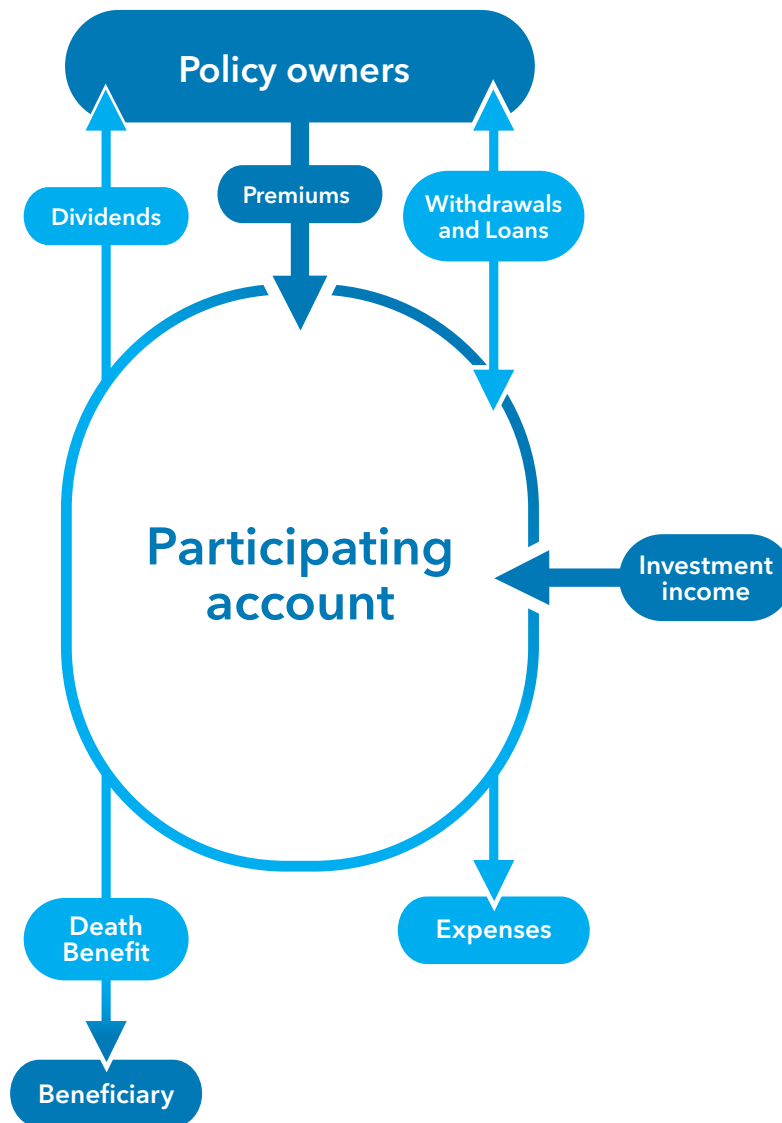 Policy owners
Dividends
Premiums
Withdrawals
and Loans
Participating
account
Investment
income
Death
Benefit
Expenses
Beneficiary